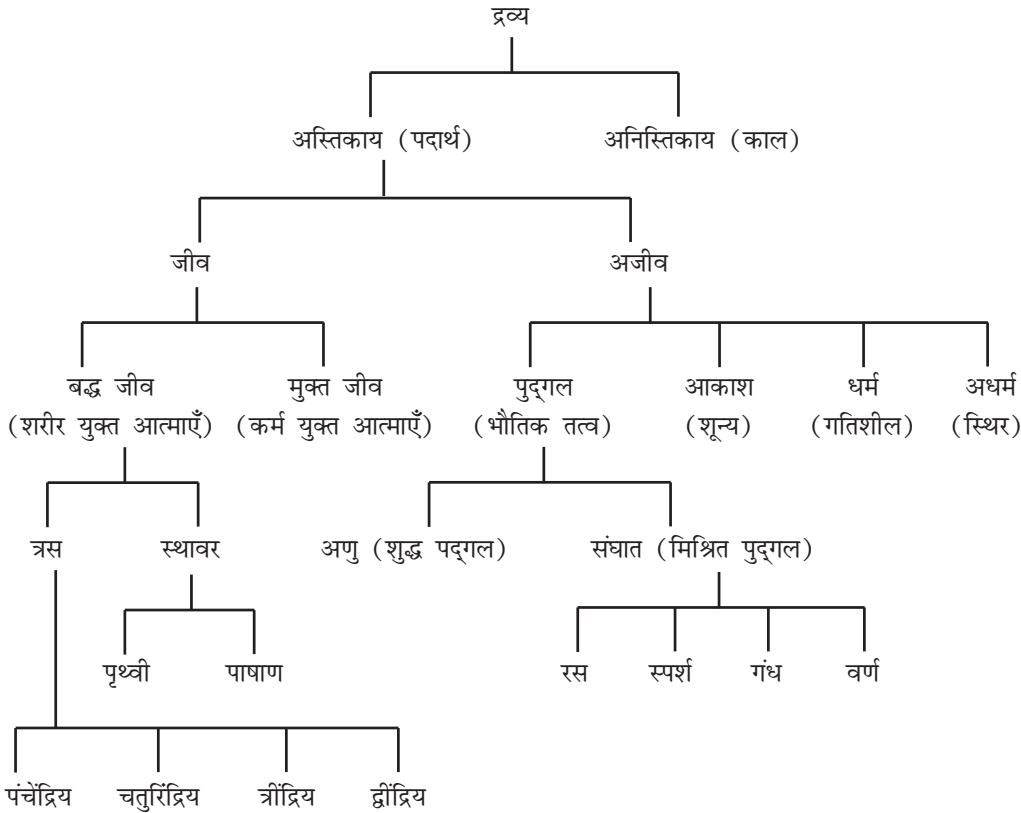 द्रव्य
अस्तिकाय (पदार्थ) अनिस्तिकाय (काल)
जीव अजीव
बद्ध जीव मुक्त जीव पुद्गल आकाश धर्म अधर्म
(शरीर युक्त आत्माएँ) (कर्म युक्त आत्माएँ) (भौतिक तत्व) (शून्य) (गतिशील) (स्थिर)
त्रस स्थावर अणु (शुद्ध पद्गल) संघात (मिश्रित पुद्गल)
पृथ्वी पाषाण रस स्पर्श गंध वर्ण
पंचेंद्रिय चतुरिंद्रिय त्रींद्रिय द्वींद्रिय